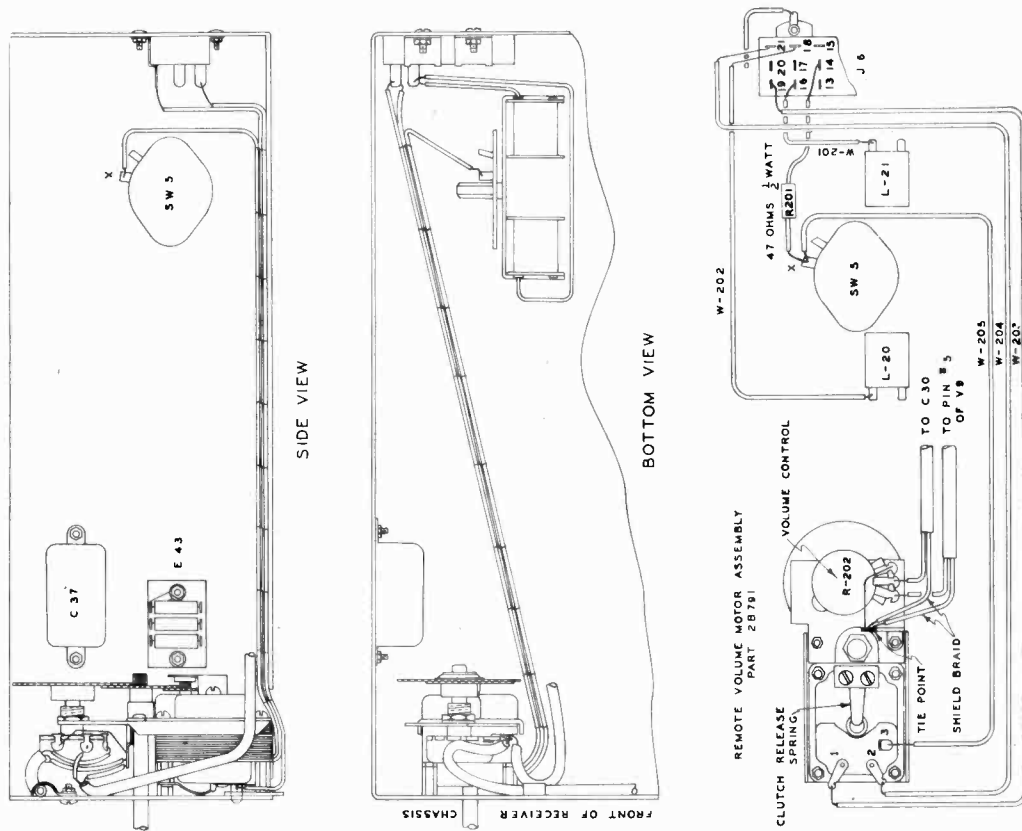 X
SW 5
C 37
E 43
SIDE VIEW
BOTTOM VIEW
FRONT OF RECEIVER CHASSIS
21
20
19
18
17
16
15
14
13
J 6
W-201
47 OHMS 1/2 WATT
R201
X
SW 5
L-21
L-20
W-202
W-205
W-204
TO C 30
TO PIN # 5
OF V9
REMOTE VOLUME MOTOR ASSEMBLY
PART 2B791
VOLUME CONTROL
R-202
CLUTCH RELEASE
SPRING
TIE POINT
SHIELD BRAID
1
2
3